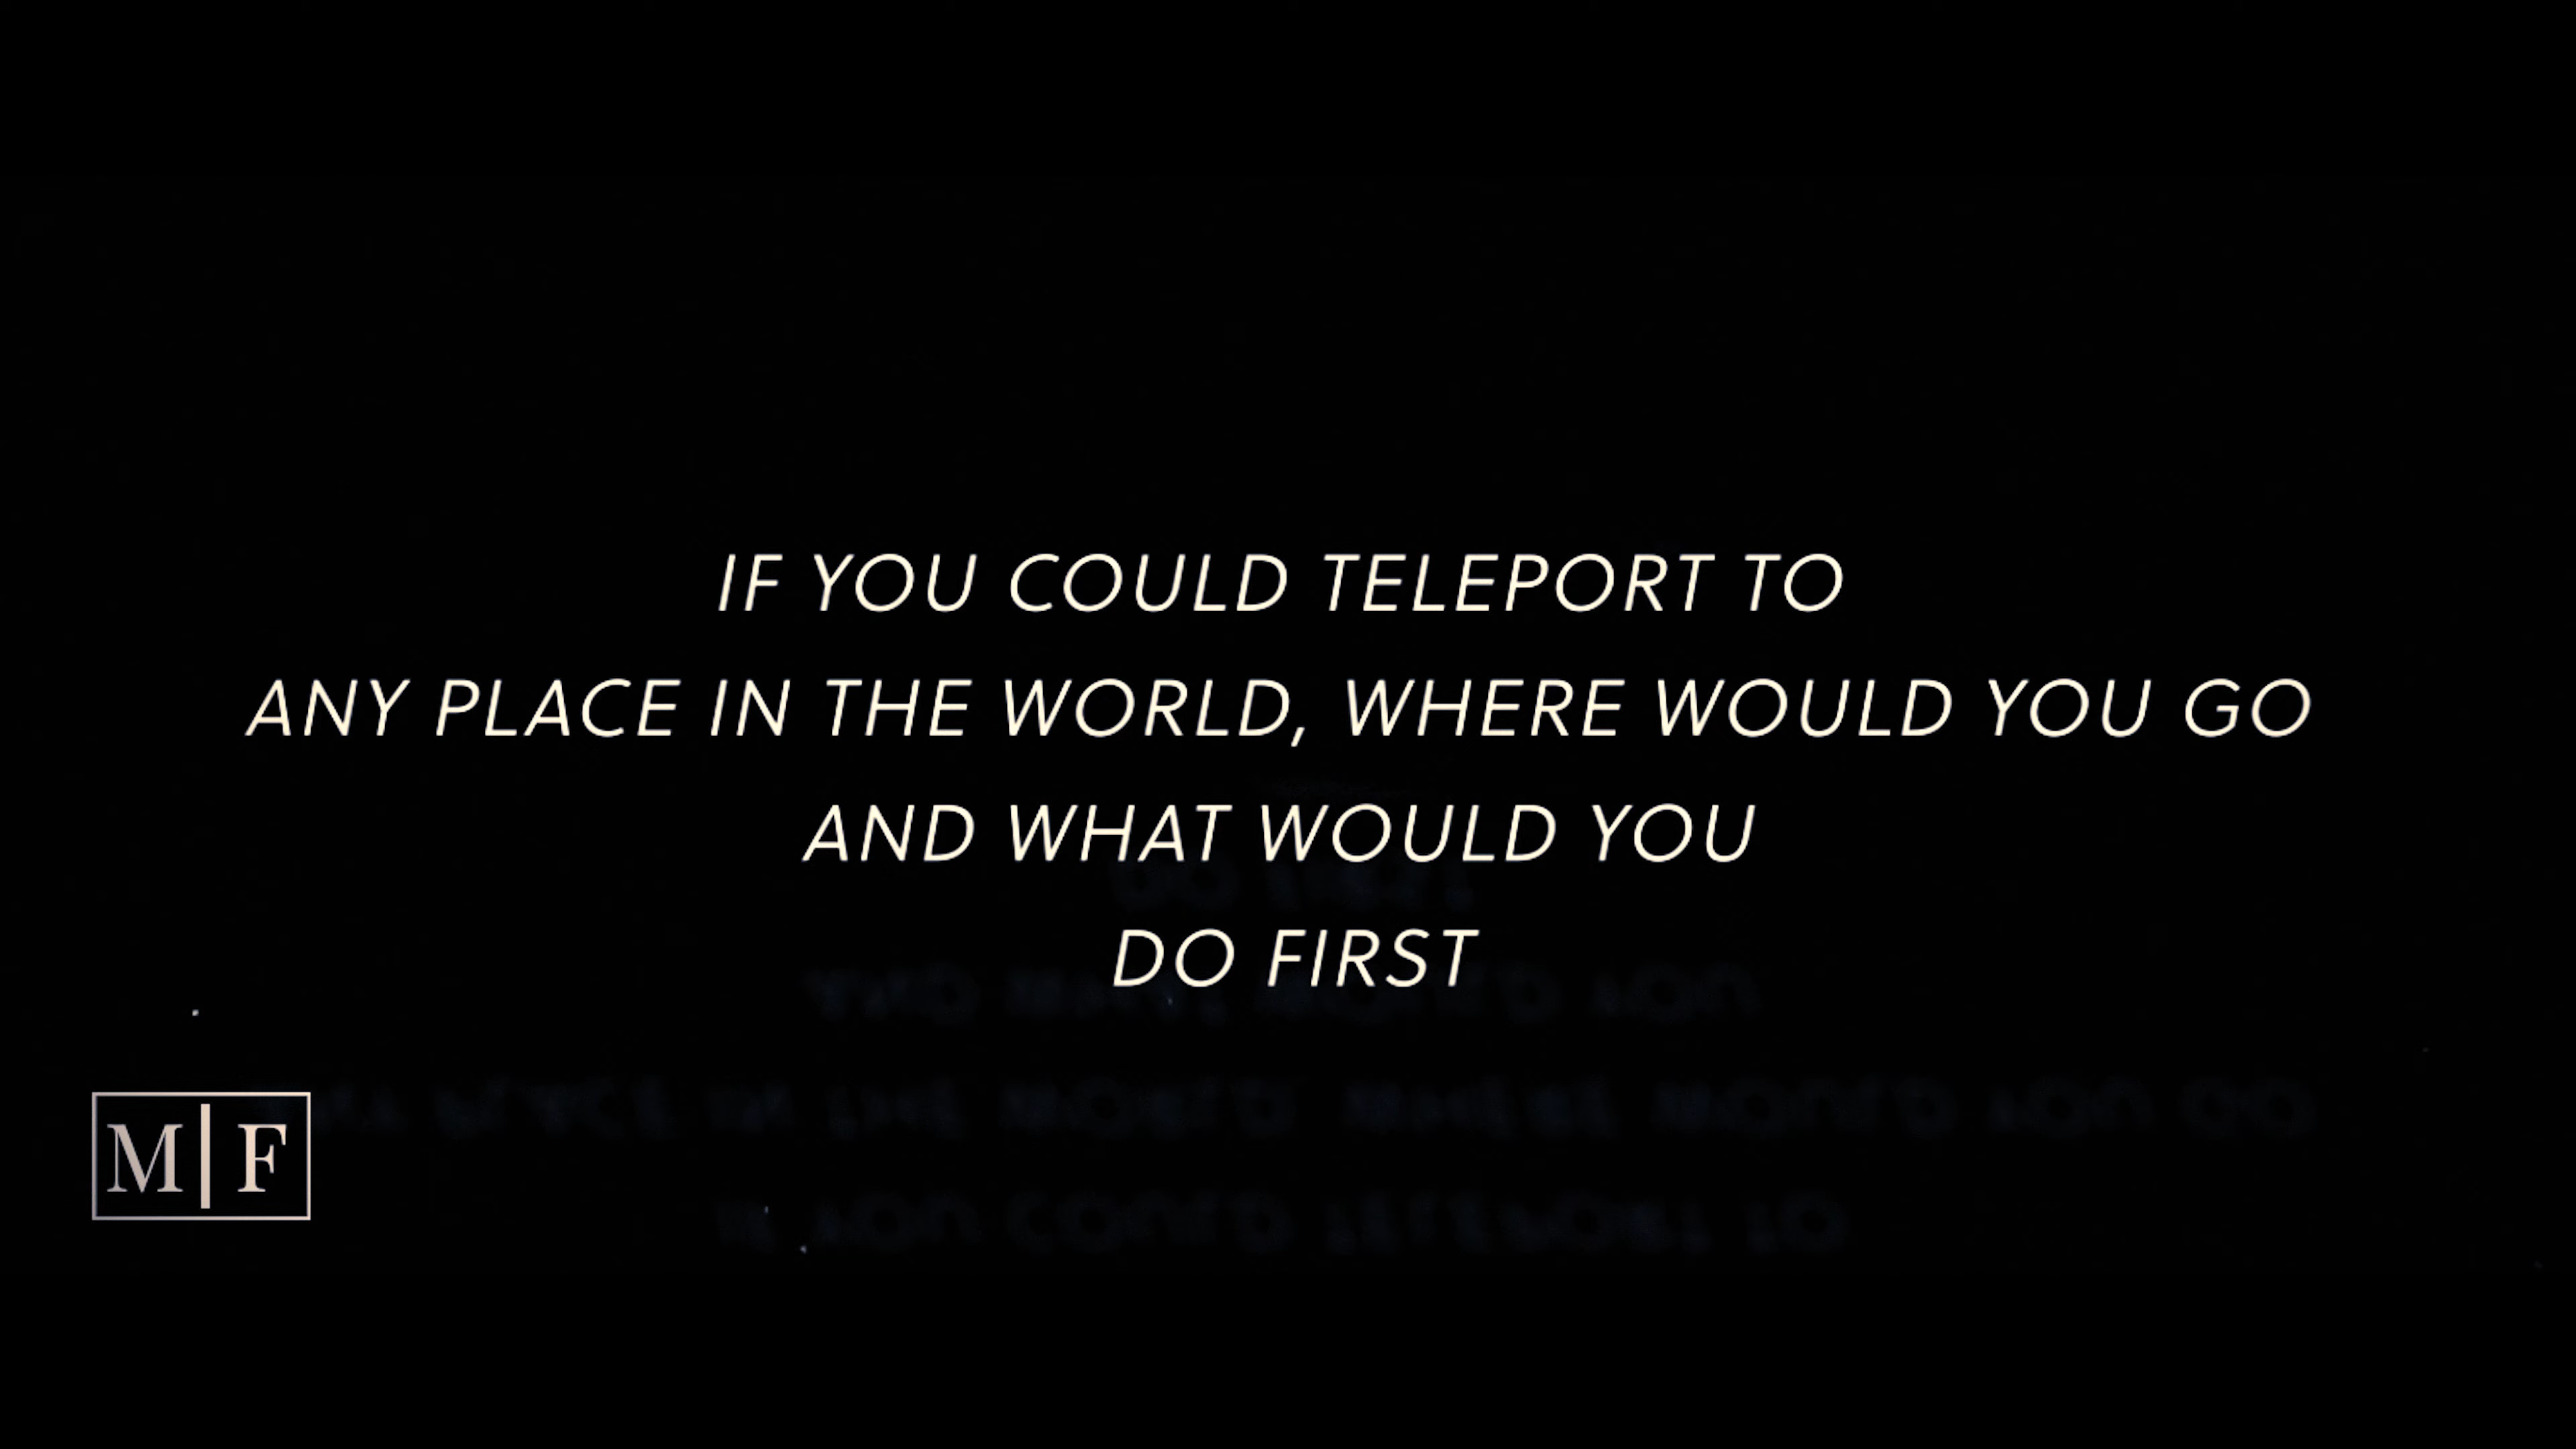 IF YOU COULD TELEPORT TO
ANY PLACE IN THE WORLD, WHERE WOULD YOU GO
AND WHAT WOULD YOU
DO FIRST
M|F